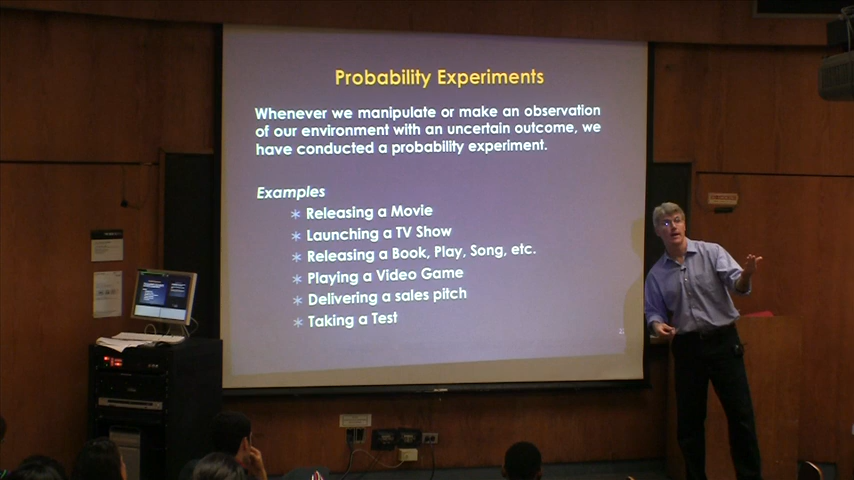 Probability Experiments
Whenever we manipulate or make an observation
of our environment with an uncertain outcome, we
have conducted a probability experiment.
Examples
* Releasing a Movie
* Launching a TV Show
* Releasing a Book, Play, Song, etc.
* Playing a Video Game
* Delivering a sales pitch
* Taking a Test